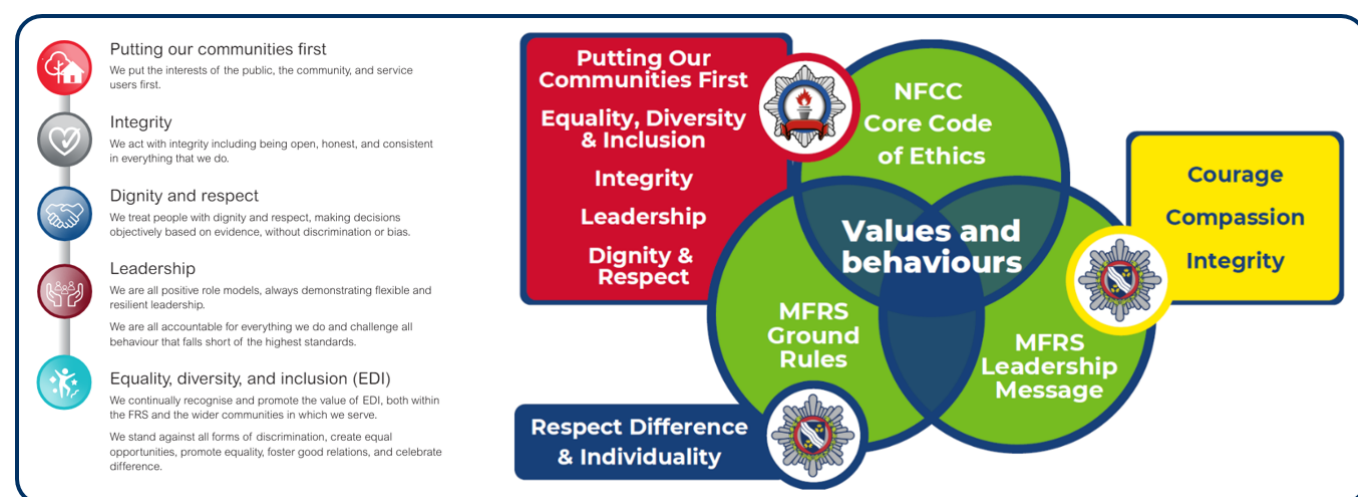 Putting our communities first
We put the interests of the public, the community, and service
users first.
Integrity
We act with integrity including being open, honest, and consistent
in everything that we do.
Dignity and respect
We treat people with dignity and respect, making decisions
objectively based on evidence, without discrimination or bias.
Leadership
We are all positive role models, always demonstrating flexible and
resilient leadership.
We are all accountable for everything we do and challenge all
behaviour that falls short of the highest standards.
Equality, diversity, and inclusion (EDI)
We continually recognise and promote the value of EDI, both within
the FRS and the wider communities in which we serve.
We stand against all forms of discrimination, create equal
opportunities, promote equality, foster good relations, and celebrate
difference.
Putting Our
Communities First
Equality, Diversity
& Inclusion
Integrity
Leadership
Dignity &
Respect
NFCC
Core Code
of Ethics
Values and
behaviours
MFRS
Ground
Rules
MFRS
Leadership
Message
Courage
Compassion
Integrity
Respect Difference
& Individuality